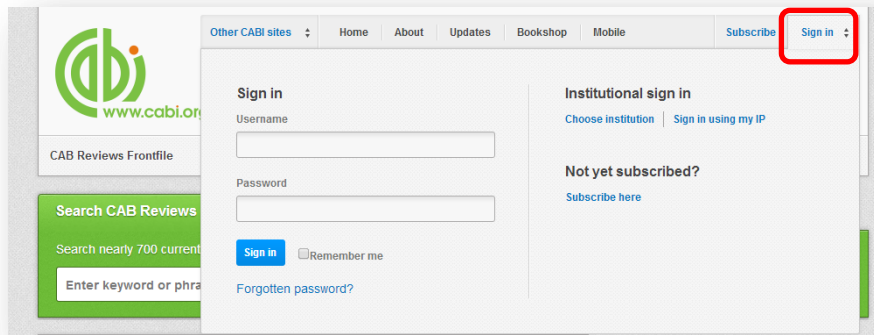 Other CABI sites Home About Updates Bookshop Mobile Subscribe Sign in
cabi
www.cabi.or
CAB Reviews Frontfile
Sign in
Username
Password
Sign in Remember me
Forgotten password?
Institutional sign in
Choose institution Sign in using my IP
Not yet subscribed?
Subscribe here
Search CAB Reviews
Search nearly 700 current
Enter keyword or phra